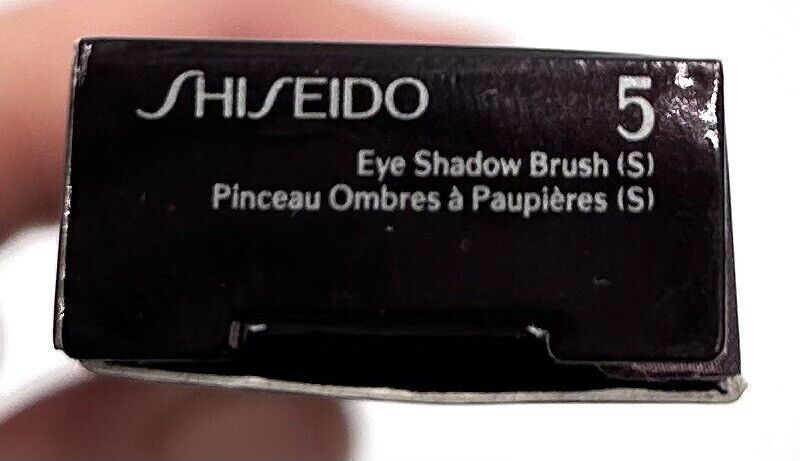 SHISEIDO 5
Eye Shadow Brush (S)
Pinceau Ombres à Paupières (S)